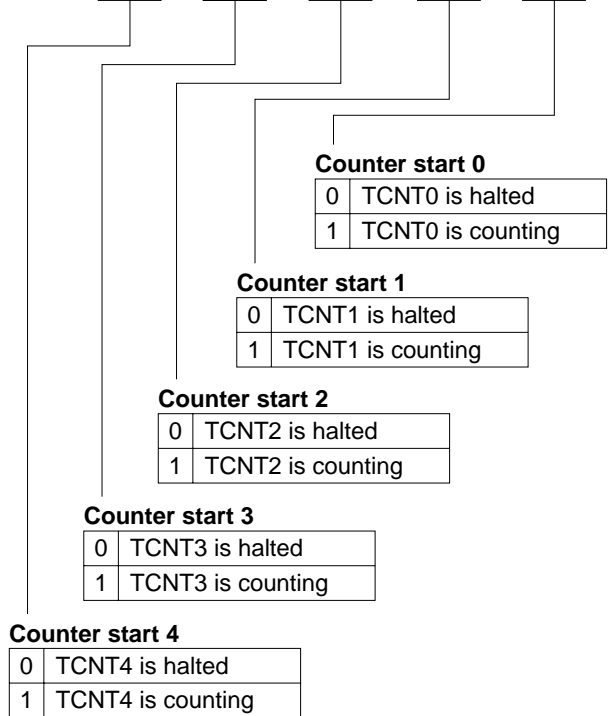 Counter start 0
0 TCNT0 is halted
1 TCNT0 is counting
Counter start 1
0 TCNT1 is halted
1 TCNT1 is counting
Counter start 2
0 TCNT2 is halted
1 TCNT2 is counting
Counter start 3
0 TCNT3 is halted
1 TCNT3 is counting
Counter start 4
0 TCNT4 is halted
1 TCNT4 is counting